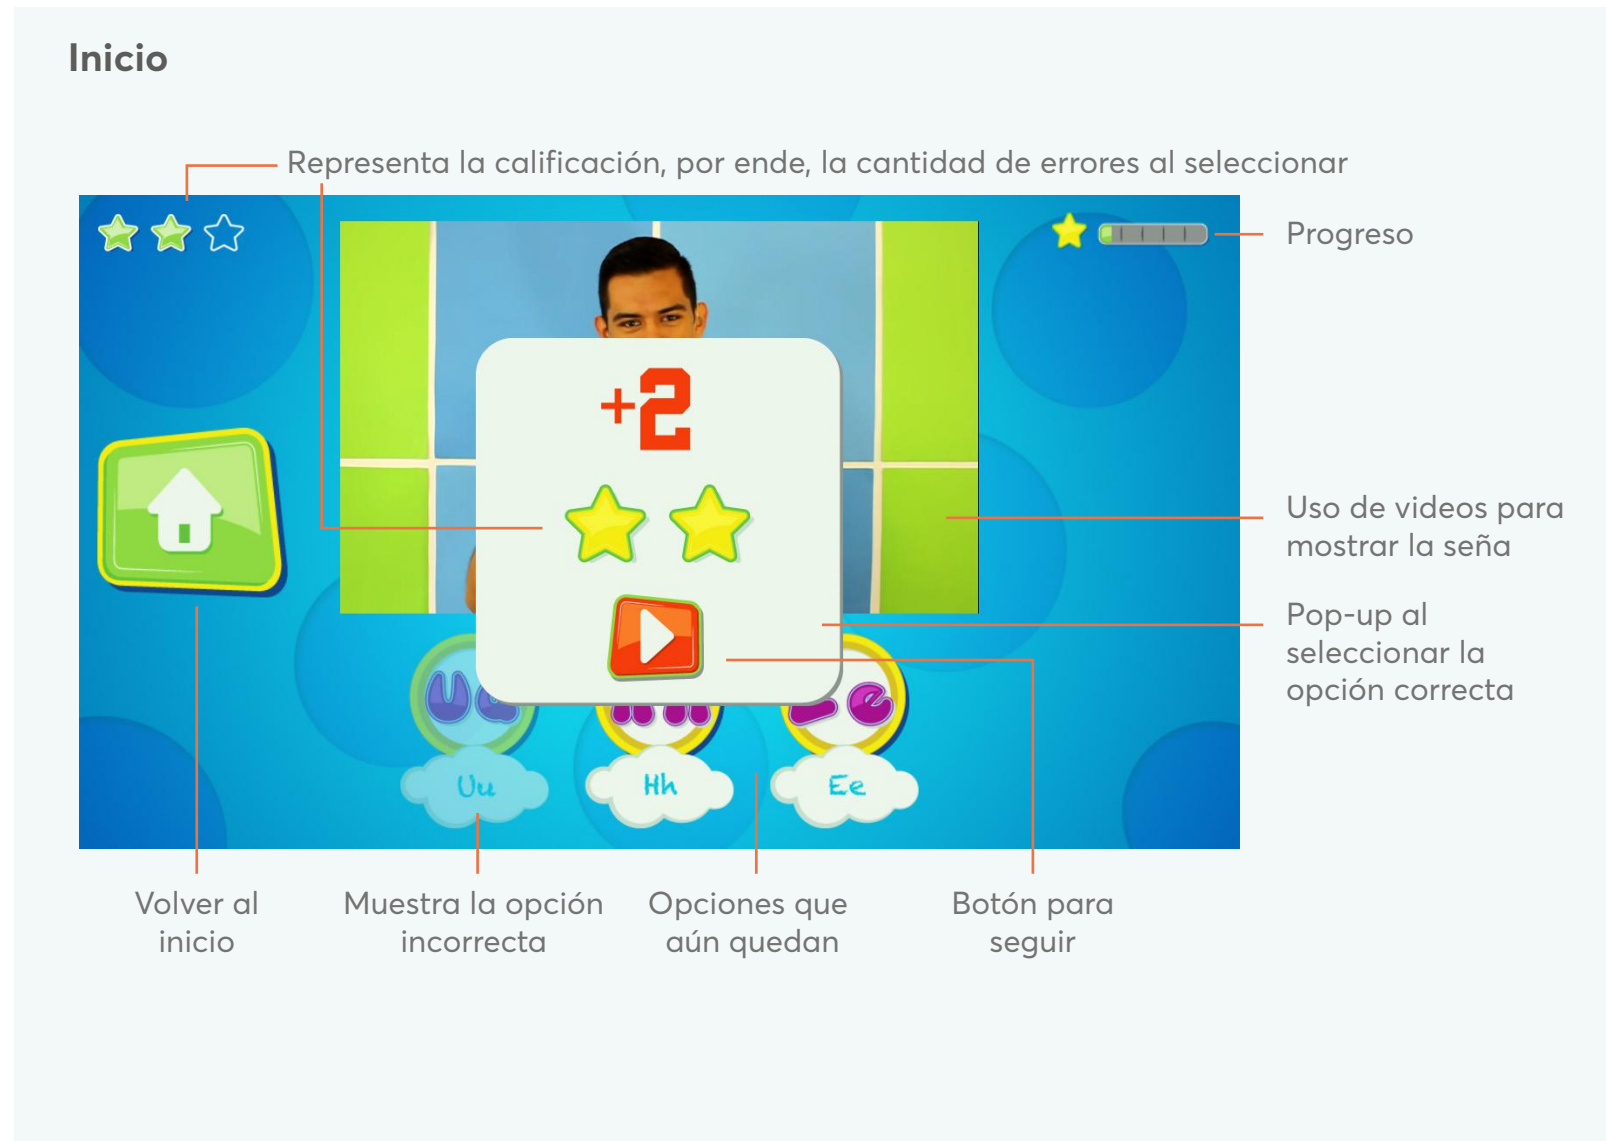 Inicio
Representa la calificación, por ende, la cantidad de errores al seleccionar
Progreso
+2
Uso de videos para
mostrar la seña
Pop-up al
seleccionar la
opción correcta
Uu
Hh
Ee
Volver al
inicio
Muestra la opción
incorrecta
Opciones que
aún quedan
Botón para
seguir